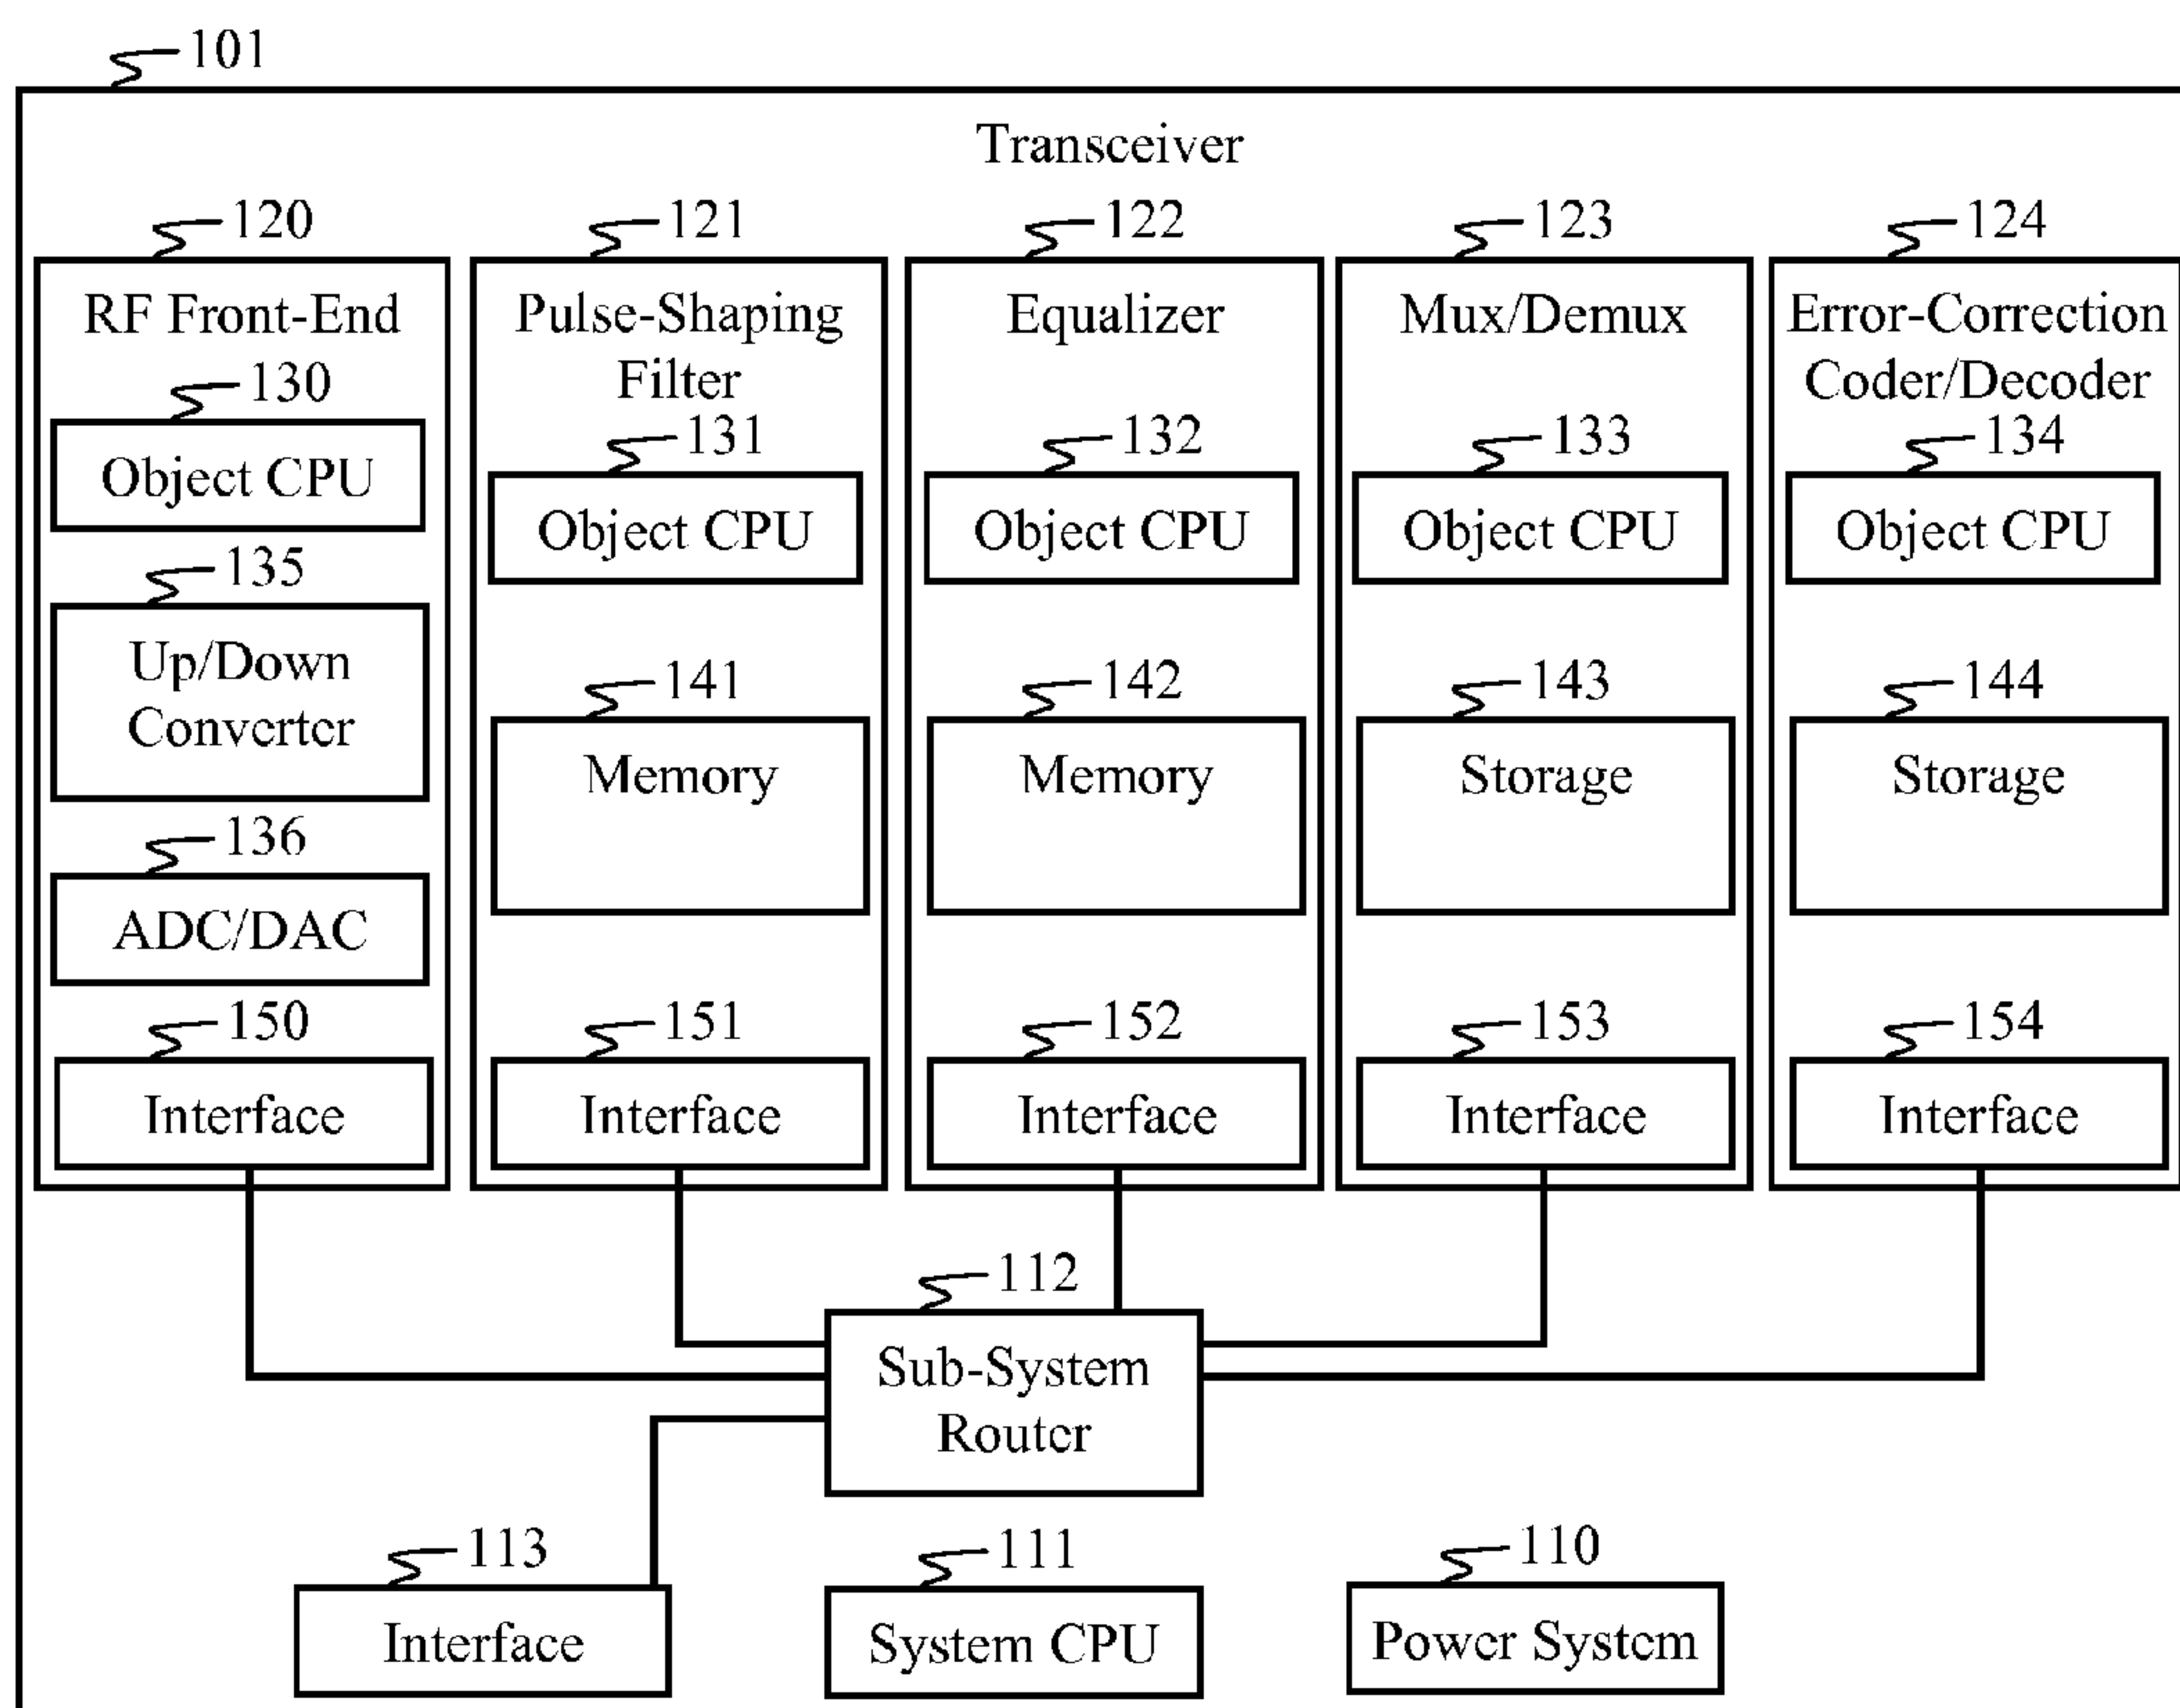 101
Transceiver
120
121
122
123
124
RF Front-End
Pulse-Shaping
Filter
Equalizer
Mux/Demux
Error-Correction
Coder/Decoder
130
131
132
133
134
Object CPU
Object CPU
Object CPU
Object CPU
Object CPU
135
Up/Down
Converter
141
142
143
144
Memory
Memory
Storage
Storage
136
ADC/DAC
150
151
152
153
154
Interface
Interface
Interface
Interface
Interface
112
Sub-System
Router
113
111
110
Interface
System CPU
Power System